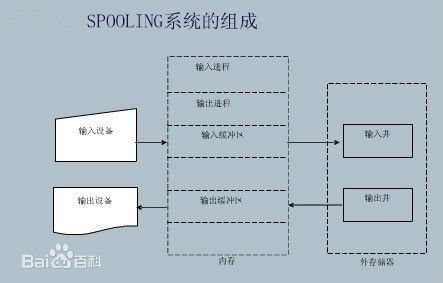 SPOOLING系统的组成
输入进程
输出进程
输入设备
输入缓冲区
输入井
输出设备
输出缓冲区
输出井
内存
外存储器
Bai百科